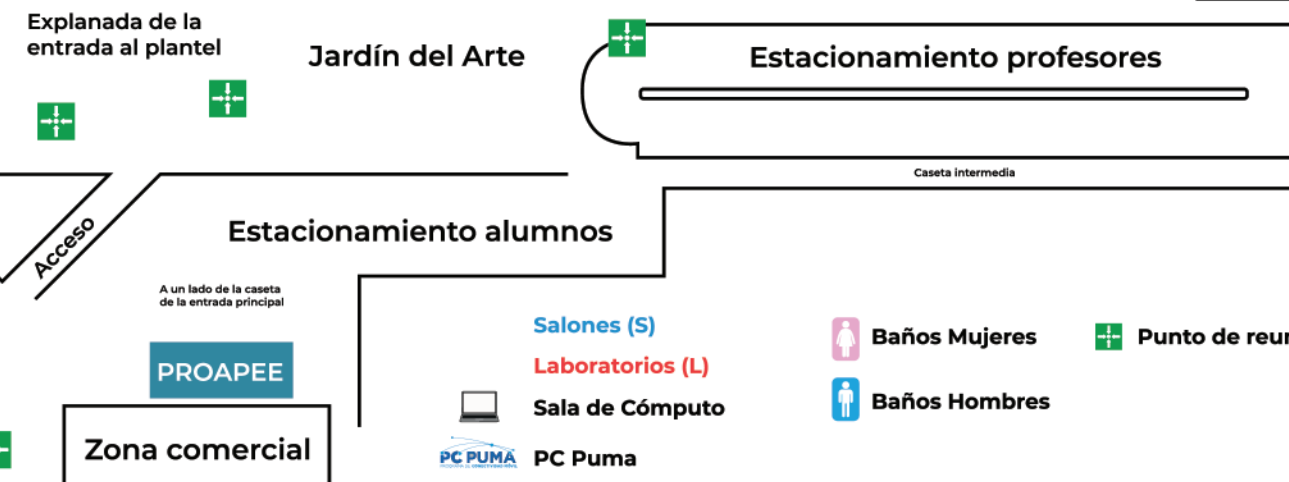 Explanada de la
entrada al plantel
Jardín del Arte
Estacionamiento profesores
Caseta intermedia
Acceso
Estacionamiento alumnos
A un lado de la caseta
de la entrada principal
PROAPEE
Zona comercial
Salones (S)
Laboratorios (L)
Sala de Cómputo
PC PUMA
PC Puma
Baños Mujeres
Baños Hombres
Punto de reu